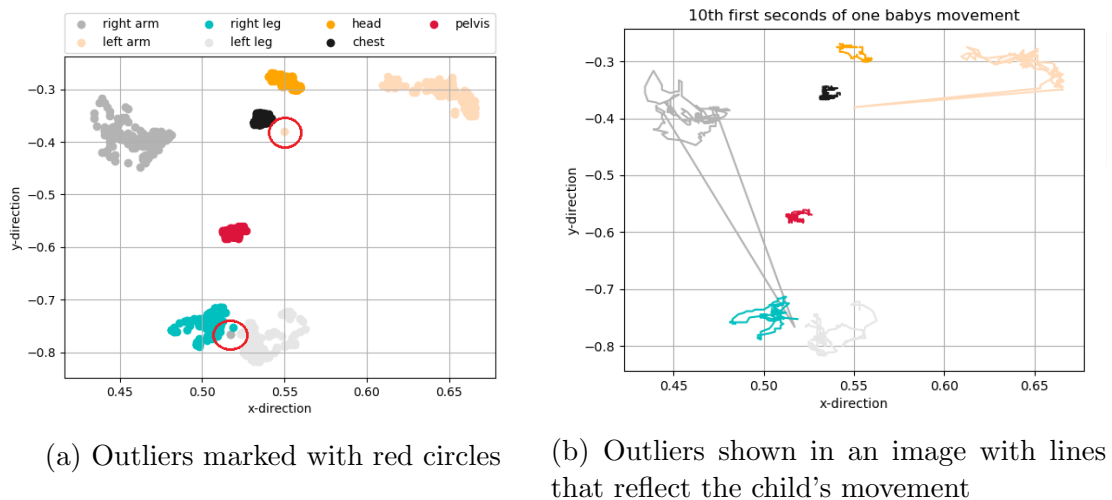 right arm right leg head pelvis
left arm left leg chest
−0.3
−0.4
−0.5
−0.6
−0.7
−0.8
y-direction
0.45 0.50 0.55 0.60 0.65
x-direction
(a) Outliers marked with red circles
10th first seconds of one babys movement
−0.3
−0.4
−0.5
−0.6
−0.7
−0.8
y-direction
0.45 0.50 0.55 0.60 0.65
x-direction
(b) Outliers shown in an image with lines
that reflect the child's movement